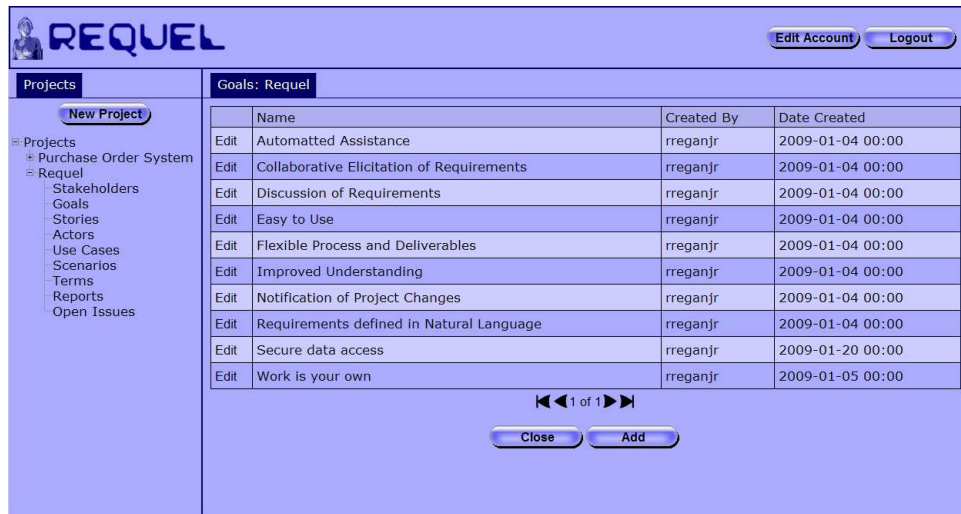 REQUEL
Edit Account Logout
Projects
New Project
Projects
Purchase Order System
Requel
Stakeholders
Goals
Stories
Actors
Use Cases
Scenarios
Terms
Reports
Open Issues
Goals: Requel
Name Created By Date Created
Edit Automatted Assistance rreganjr 2009-01-04 00:00
Edit Collaborative Elicitation of Requirements rreganjr 2009-01-04 00:00
Edit Discussion of Requirements rreganjr 2009-01-04 00:00
Edit Easy to Use rreganjr 2009-01-04 00:00
Edit Flexible Process and Deliverables rreganjr 2009-01-04 00:00
Edit Improved Understanding rreganjr 2009-01-04 00:00
Edit Notification of Project Changes rreganjr 2009-01-04 00:00
Edit Requirements defined in Natural Language rreganjr 2009-01-04 00:00
Edit Secure data access rreganjr 2009-01-20 00:00
Edit Work is your own rreganjr 2009-01-05 00:00
1 of 1
Close Add